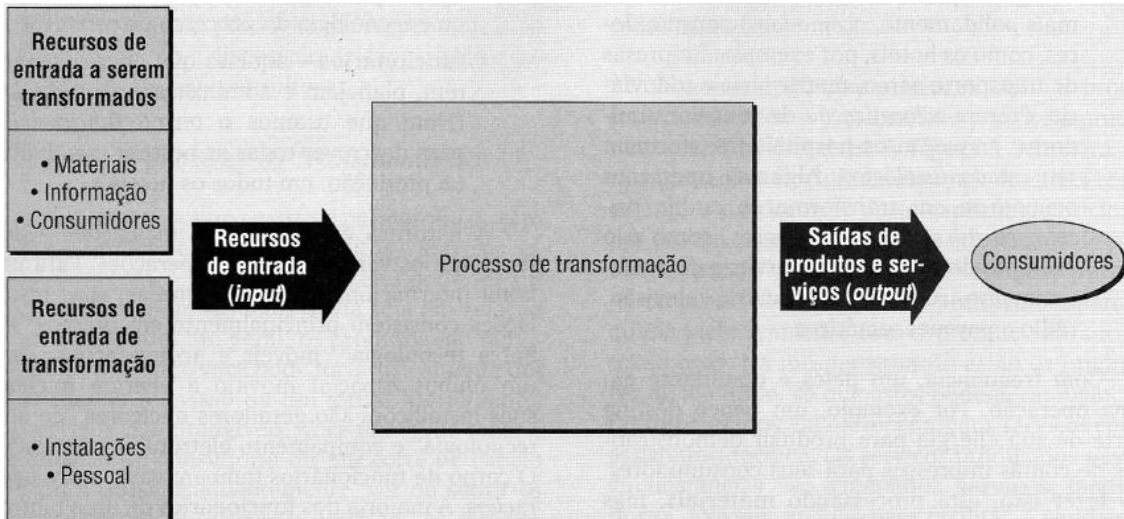 Recursos de
entrada a serem
transformados
• Materiais
• Informação
• Consumidores
Recursos de
entrada de
transformação
• Instalações
• Pessoal
Recursos
de entrada
(input)
Processo de transformação
Saídas de
produtos e ser-
viços (output)
Consumidores